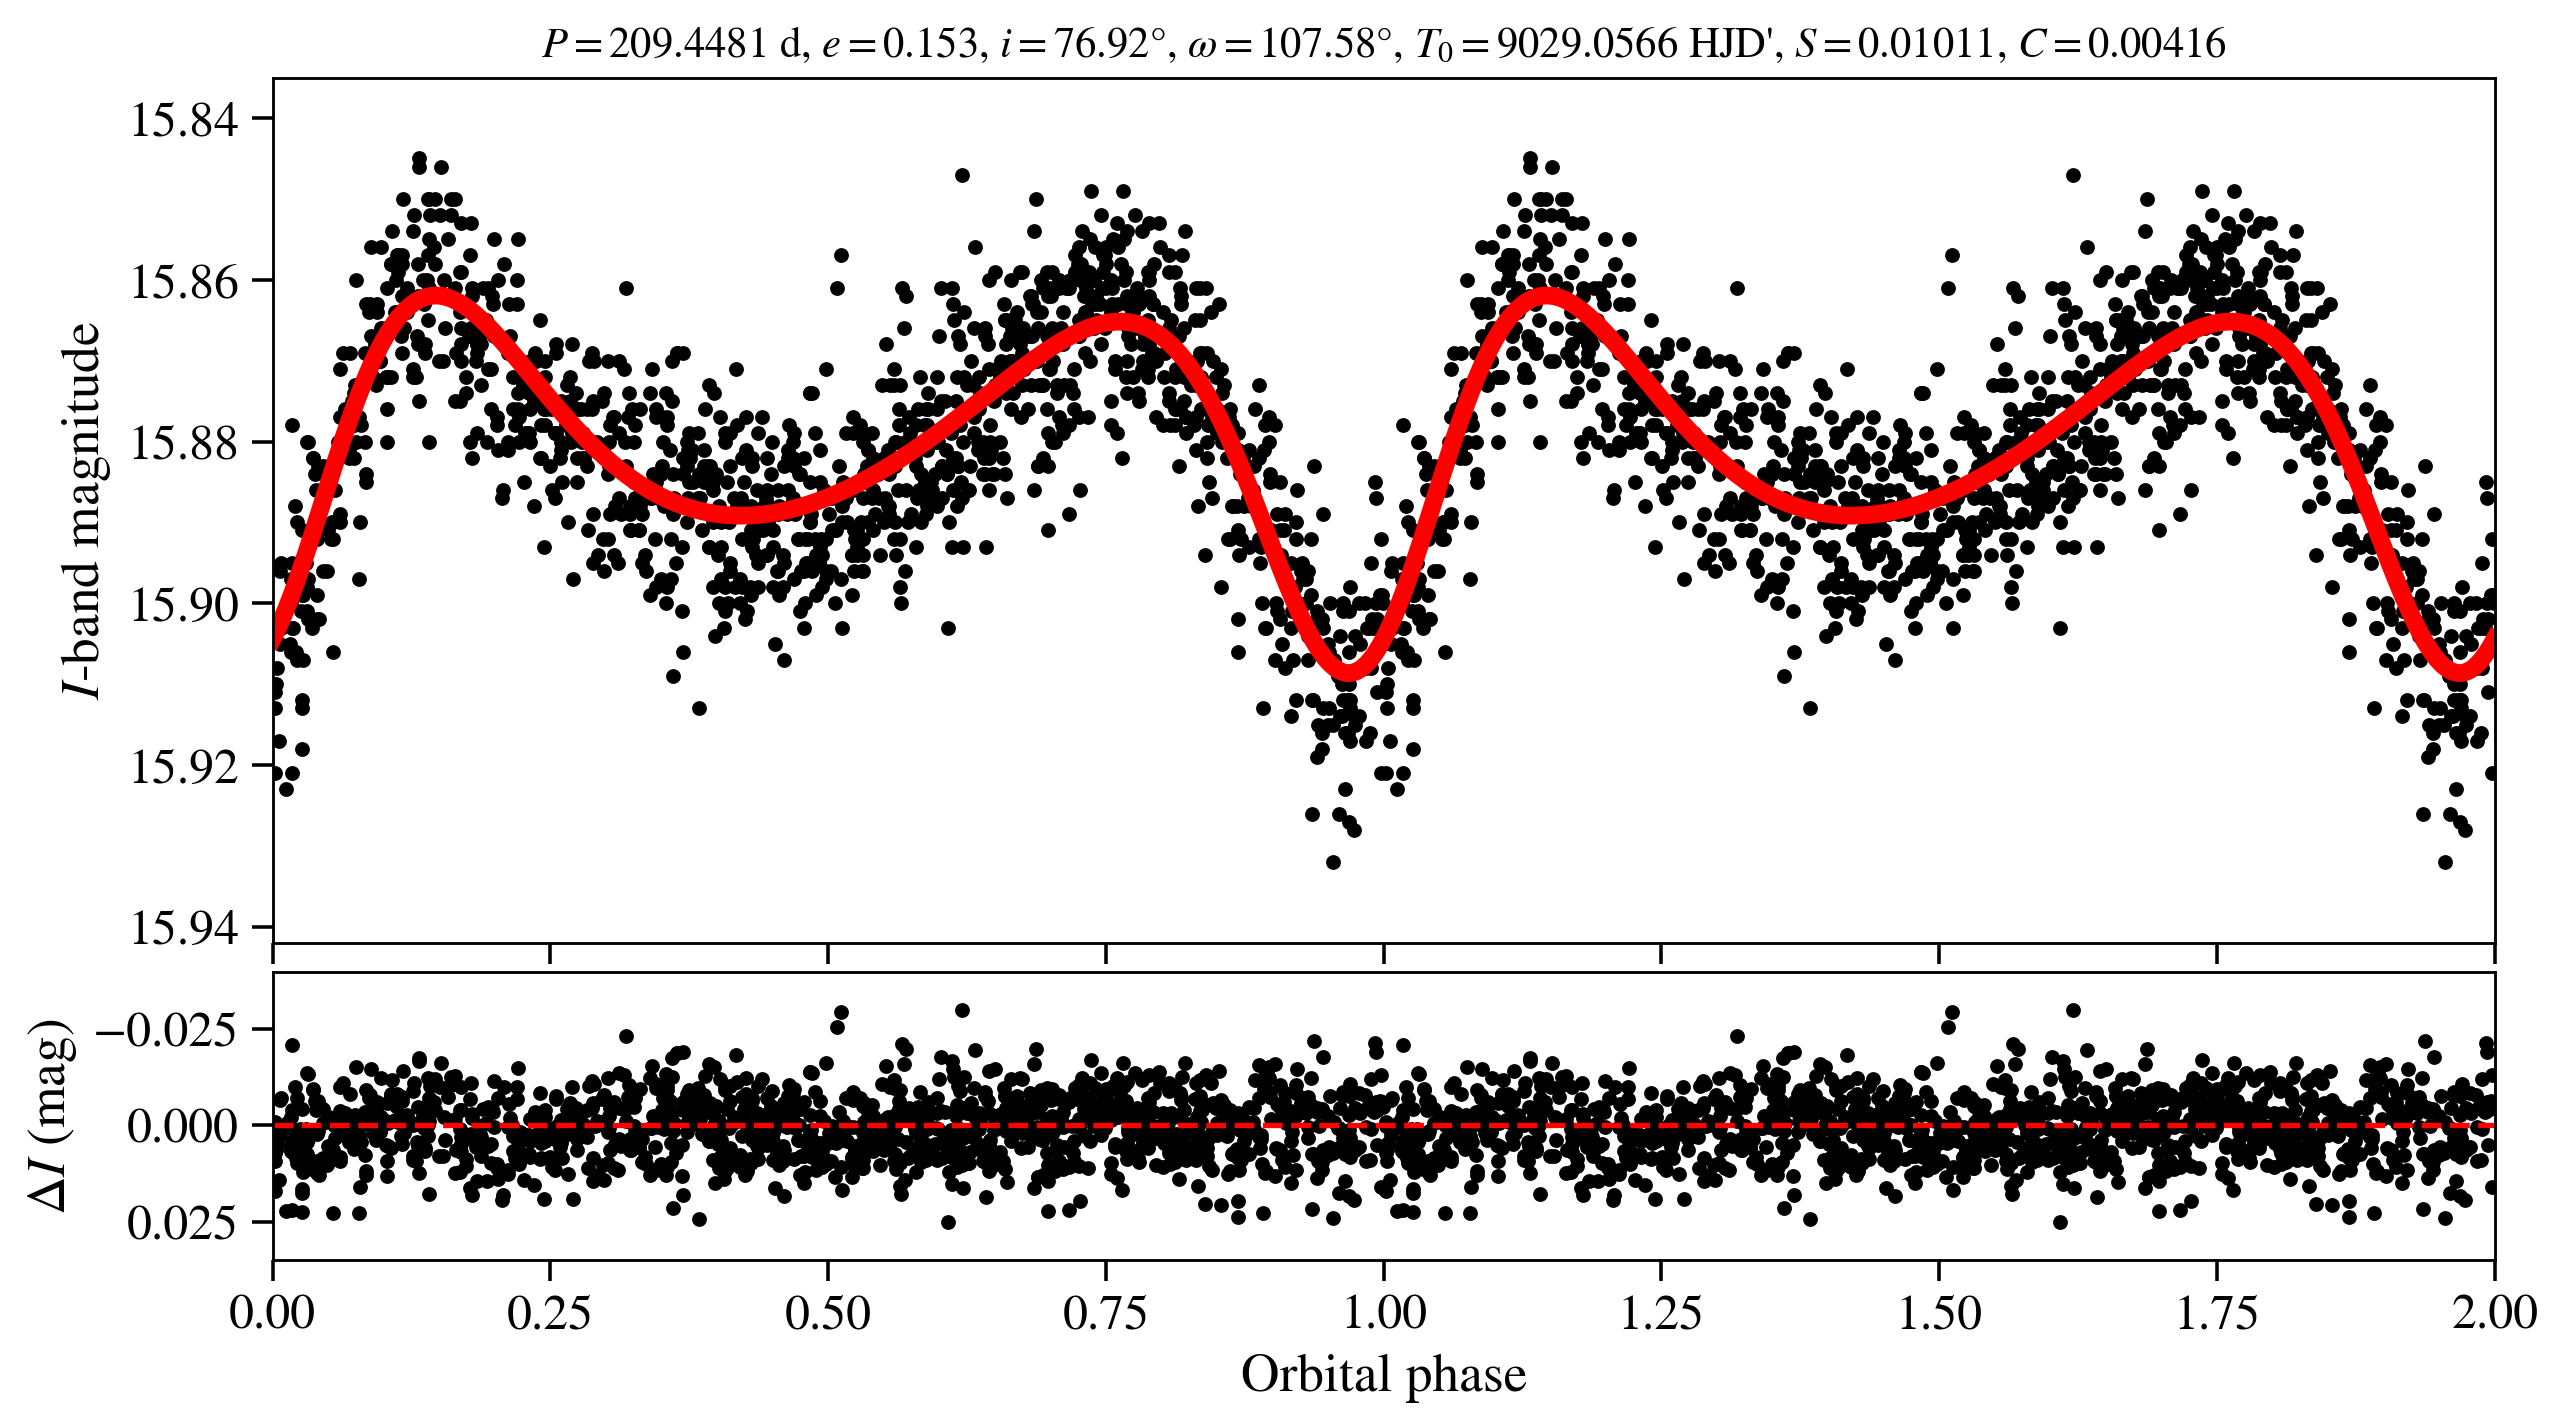 P = 209.4481 d, e = 0.153, i = 76.92°, ω = 107.58°, T₀ = 9029.0566 HJD', S = 0.01011, C = 0.00416
15.84
15.86
15.88
15.90
15.92
15.94
I-band magnitude
−0.025
0.000
0.025
ΔI (mag)
0.00 0.25 0.50 0.75 1.00 1.25 1.50 1.75 2.00
Orbital phase